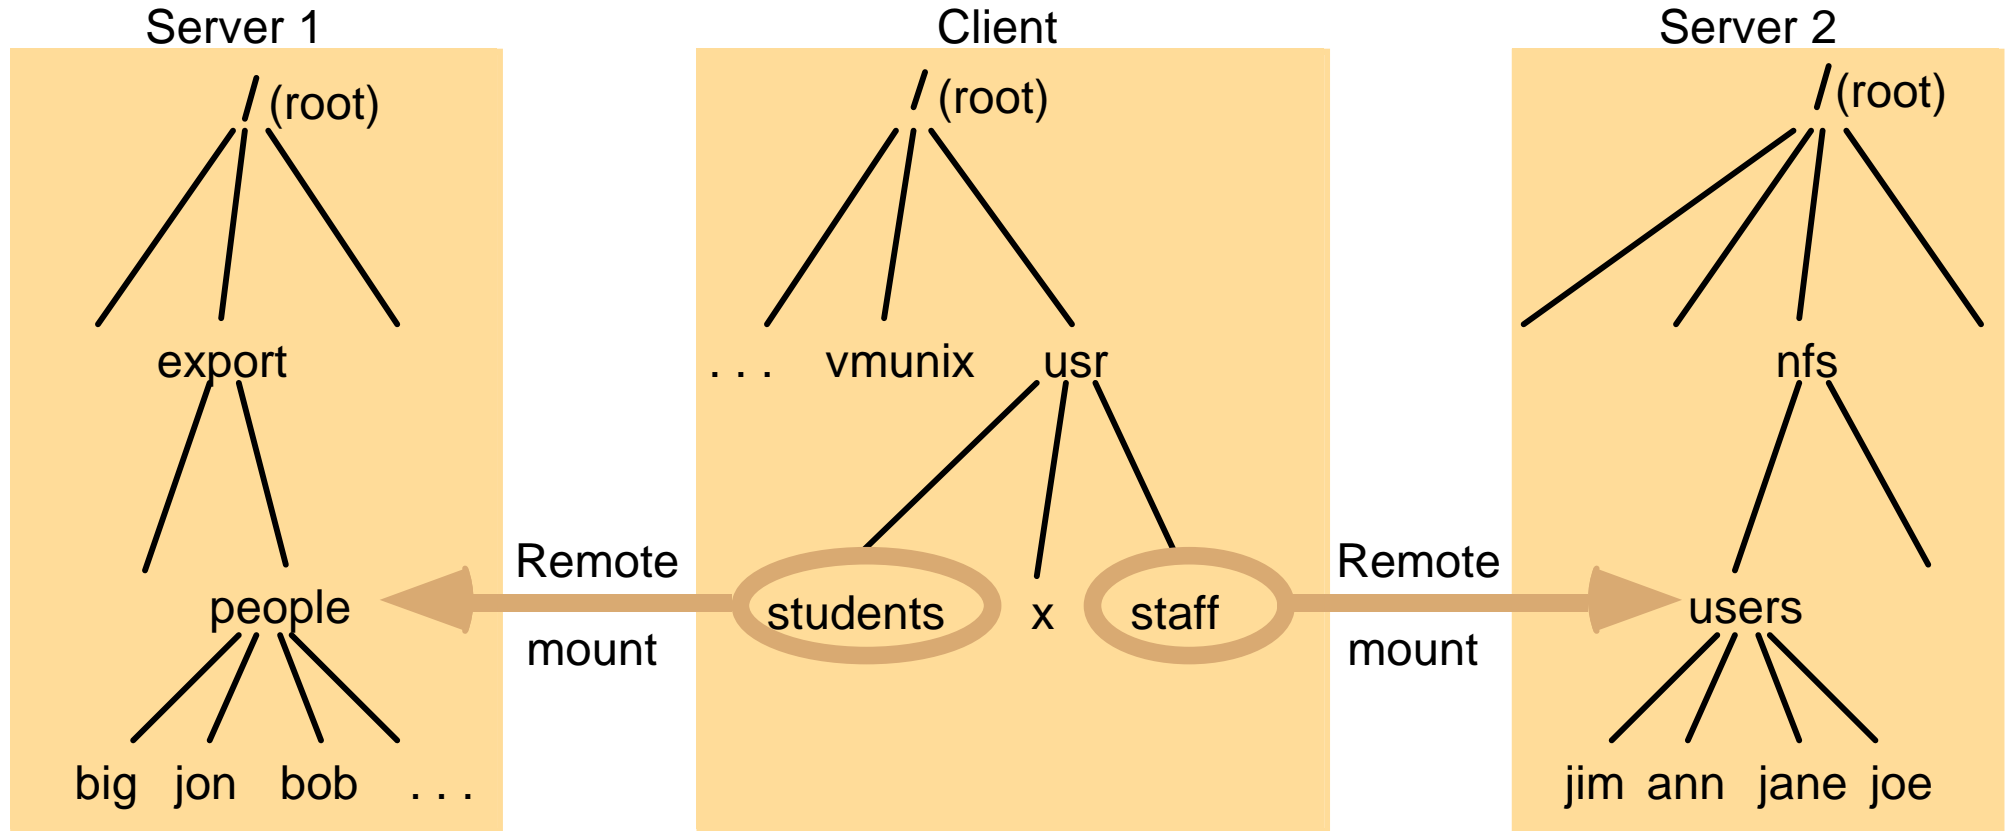 Server 1
Client
Server 2
/ (root)
/ (root)
/ (root)
export
. . .
vmunix
usr
nfs
Remote
mount
Remote
mount
people
students
x
staff
users
big jon bob . . .
jim ann jane joe